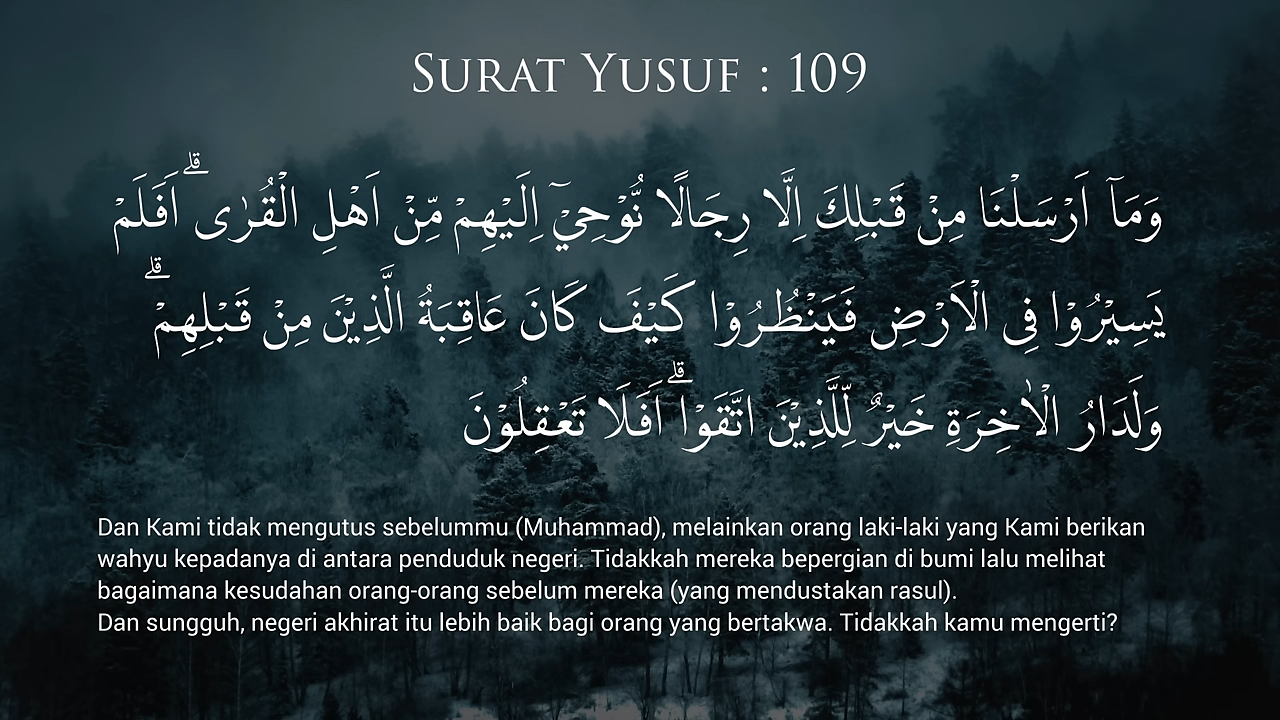 SURAT YUSUF : 109
وَمَآ اَرْسَلْنَا مِنْ قَبْلِكَ اِلَّا رِجَالًا نُّوْحِيْٓ اِلَيْهِمْ مِّنْ اَهْلِ الْقُرٰى ۗاَفَلَمْ
يَسِيْرُوْا فِى الْاَرْضِ فَيَنْظُرُوْا كَيْفَ كَانَ عَاقِبَةُ الَّذِيْنَ مِنْ قَبْلِهِمْ ۗ
وَلَدَارُ الْاٰخِرَةِ خَيْرٌ لِّلَّذِيْنَ اتَّقَوْا ۗاَفَلَا تَعْقِلُوْنَ
Dan Kami tidak mengutus sebelummu (Muhammad), melainkan orang laki-laki yang Kami berikan
wahyu kepadanya di antara penduduk negeri. Tidakkah mereka bepergian di bumi lalu melihat
bagaimana kesudahan orang-orang sebelum mereka (yang mendustakan rasul).
Dan sungguh, negeri akhirat itu lebih baik bagi orang yang bertakwa. Tidakkah kamu mengerti?